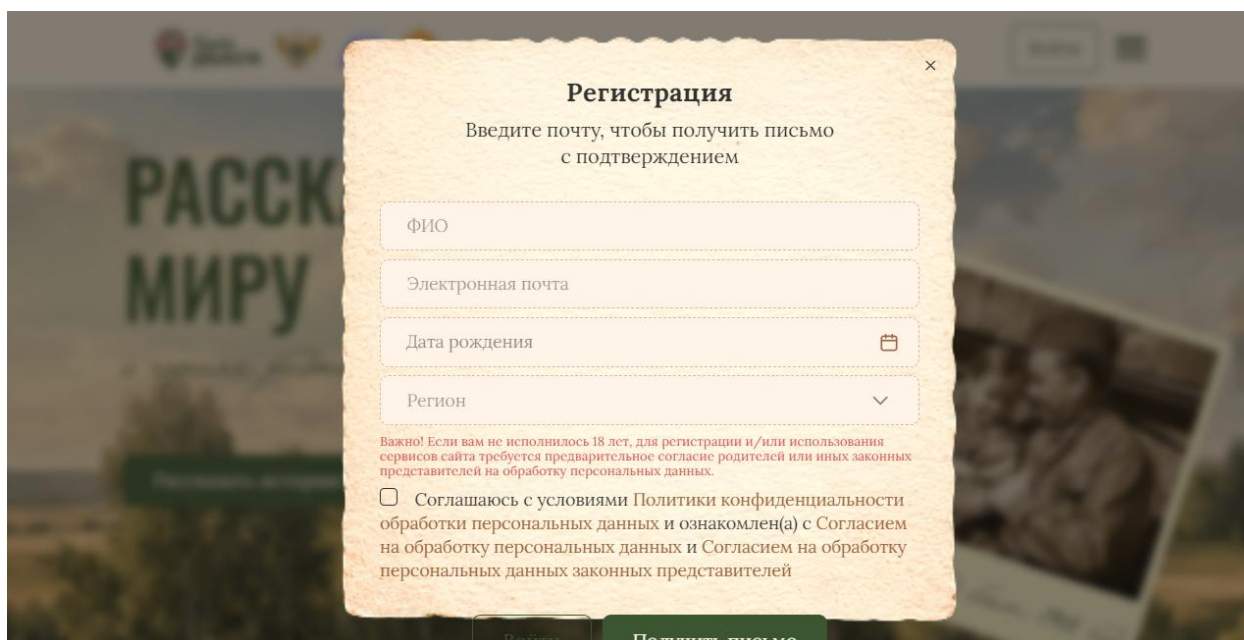 Регистрация
Введите почту, чтобы получить письмо
с подтверждением
ФИО
Электронная почта
Дата рождения
Регион
Важно! Если вам не исполнилось 18 лет, для регистрации и/или использования
сервисов сайта требуется предварительное согласие родителей или иных законных
представителей на обработку персональных данных.
Соглашаюсь с условиями Политики конфиденциальности
обработки персональных данных и ознакомлен(а) с Согласием
на обработку персональных данных и Согласием на обработку
персональных данных законных представителей
Войти
Получить письмо
МИРУ